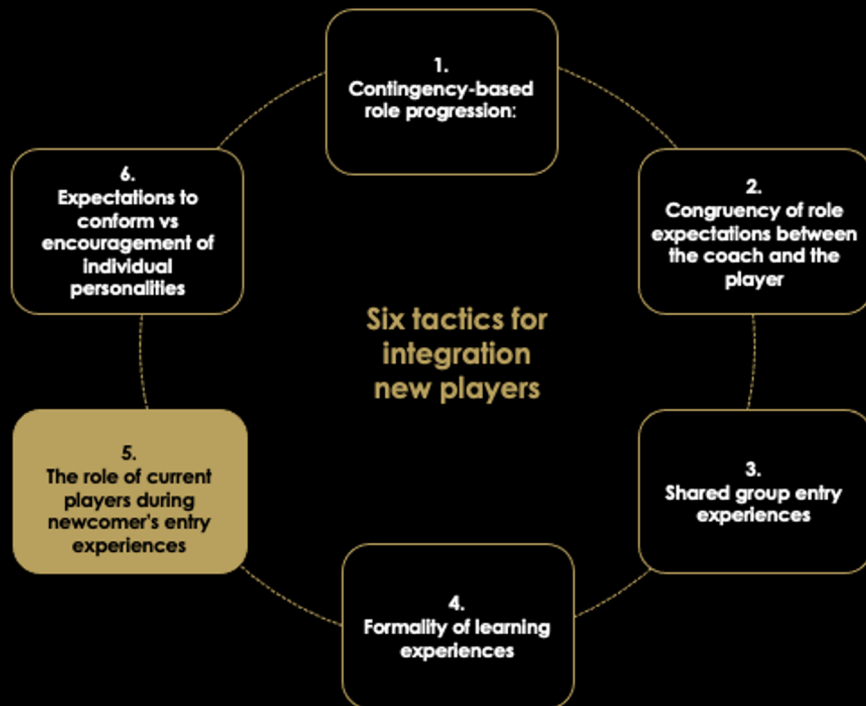 1.
Contingency-based
role progression:
2.
Congruency of role
expectations between
the coach and the
player
3.
Shared group entry
experiences
4.
Formality of learning
experiences
5.
The role of current
players during
newcomer's entry
experiences
6.
Expectations to
conform vs
encouragement of
individual
personalities
Six tactics for
integration
new players